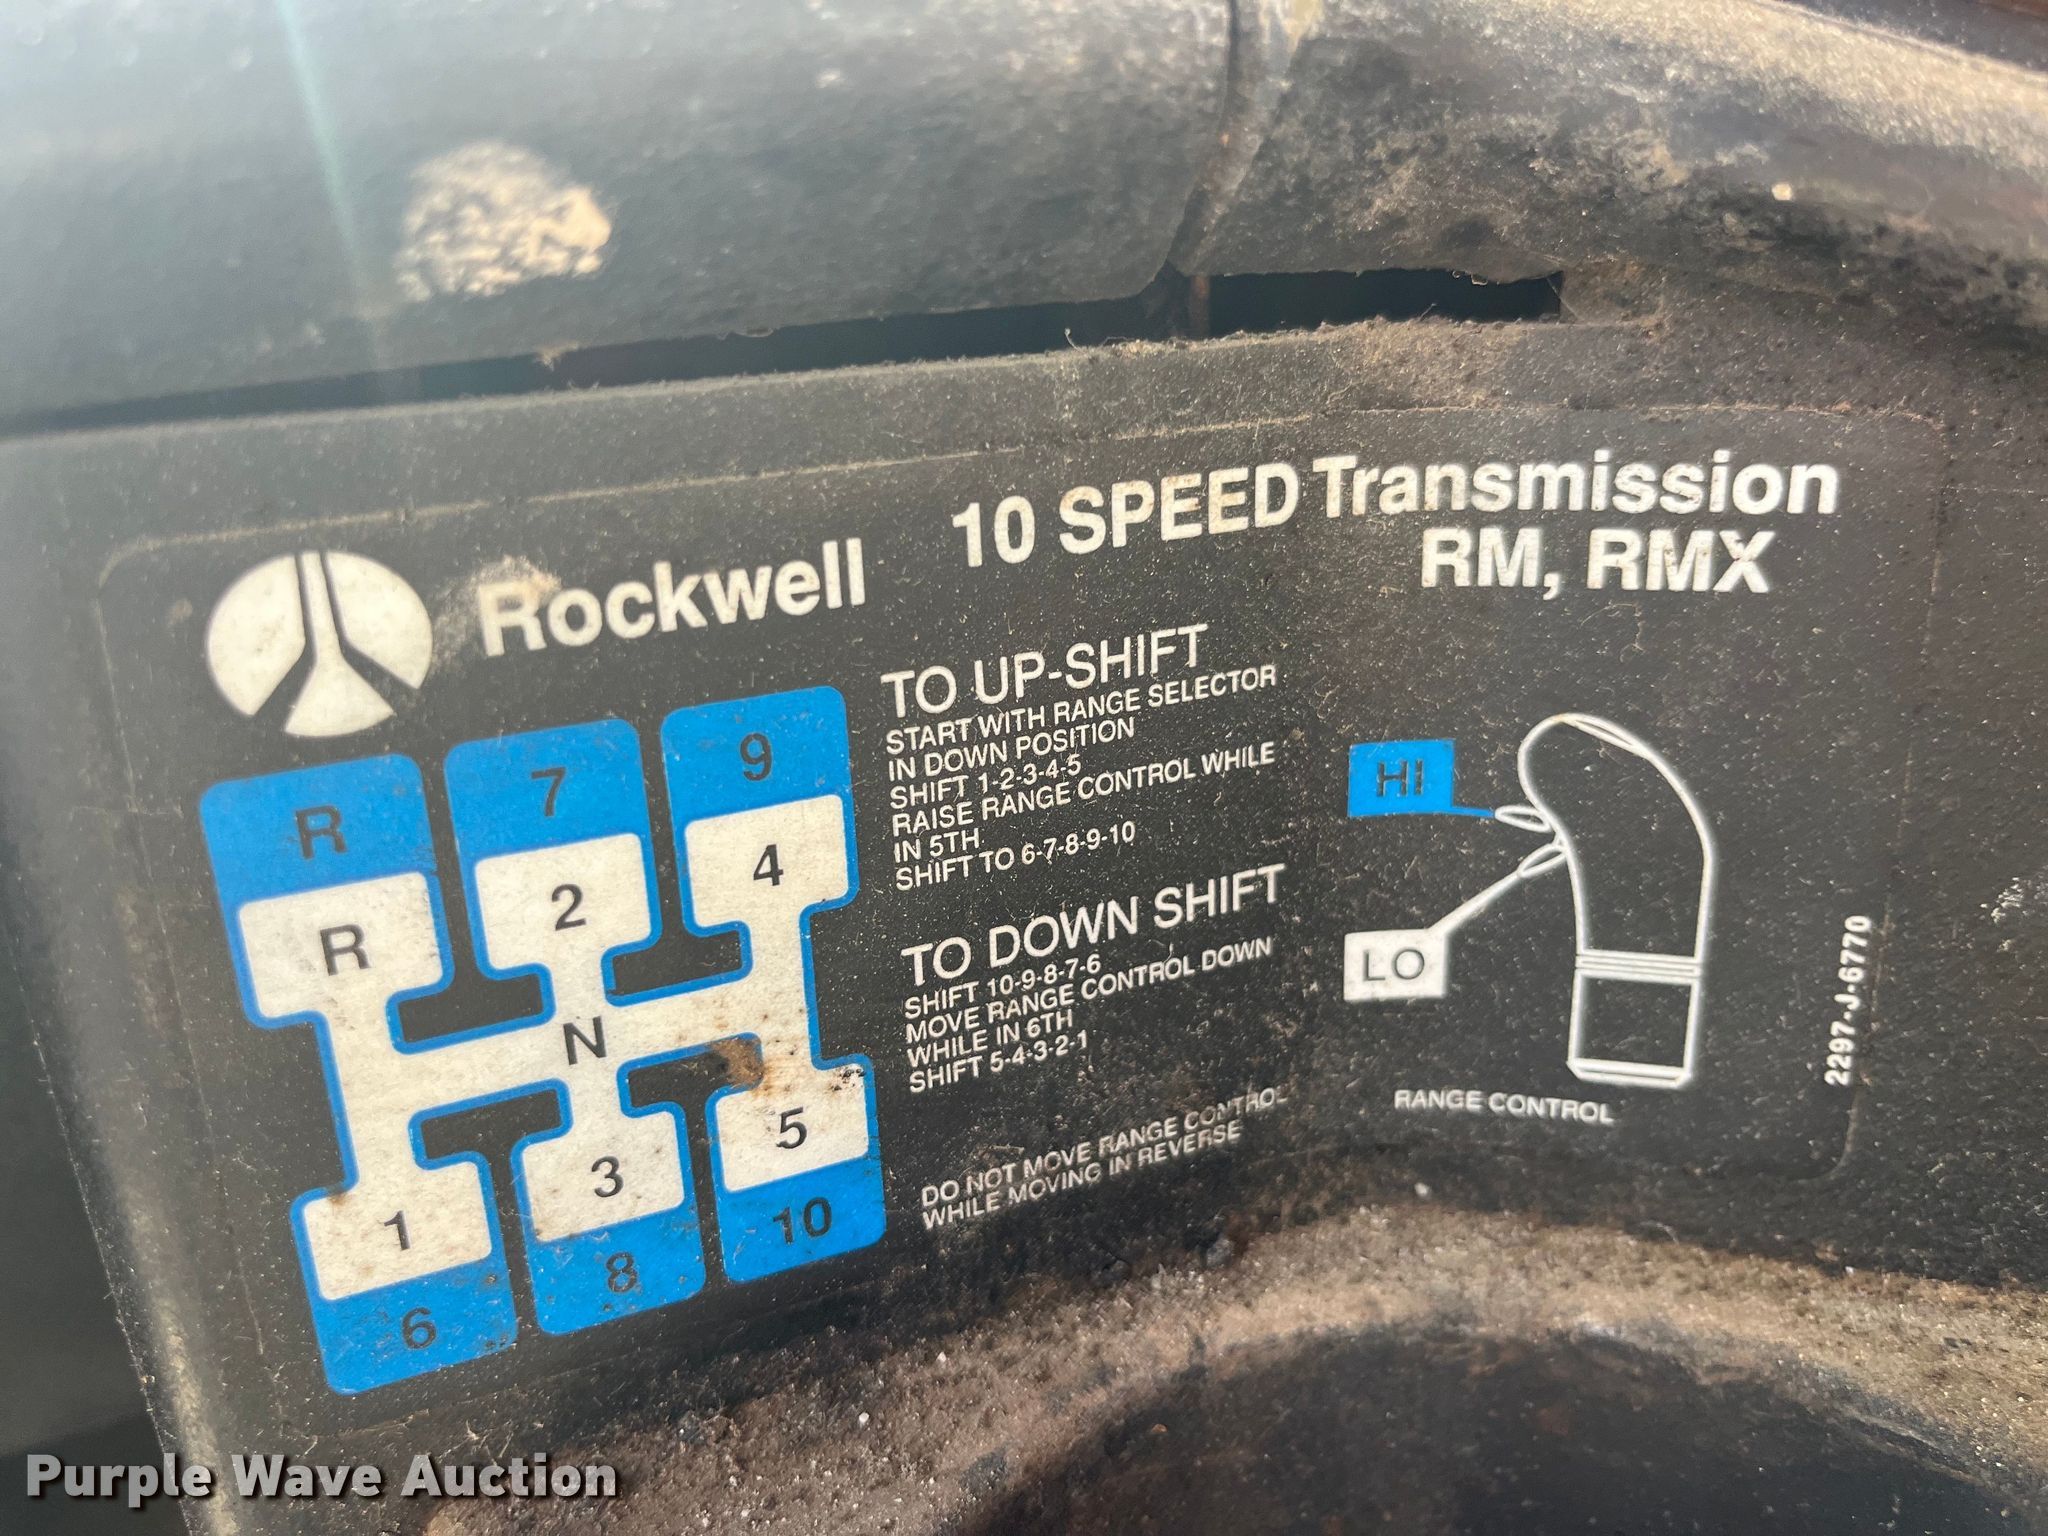 Rockwell
10 SPEED Transmission
RM, RMX
R
7
9
R
2
4
N
1
3
5
6
8
10
TO UP-SHIFT
START WITH RANGE SELECTOR
IN DOWN POSITION
SHIFT 1-2-3-4-5
RAISE RANGE CONTROL WHILE
IN 5TH
SHIFT TO 6-7-8-9-10
TO DOWN SHIFT
SHIFT 10-9-8-7-6
MOVE RANGE CONTROL DOWN
WHILE IN 6TH
SHIFT 5-4-3-2-1
DO NOT MOVE RANGE CONTROL
WHILE MOVING IN REVERSE
HI
LO
RANGE CONTROL
2297-J-6770
Purple Wave Auction